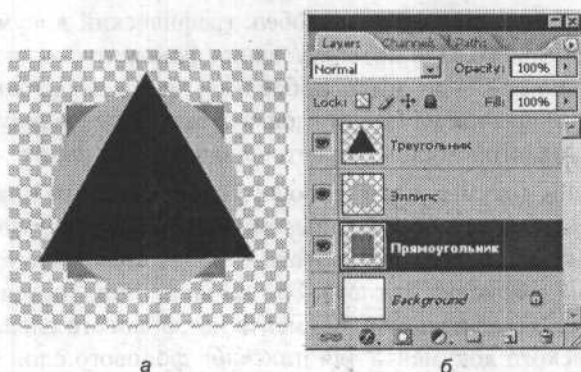 Layers Channels Paths
Normal Opacity: 100%
Lock: Fill: 100%
Треугольник
Эллипс
Прямоугольник
Background
а б